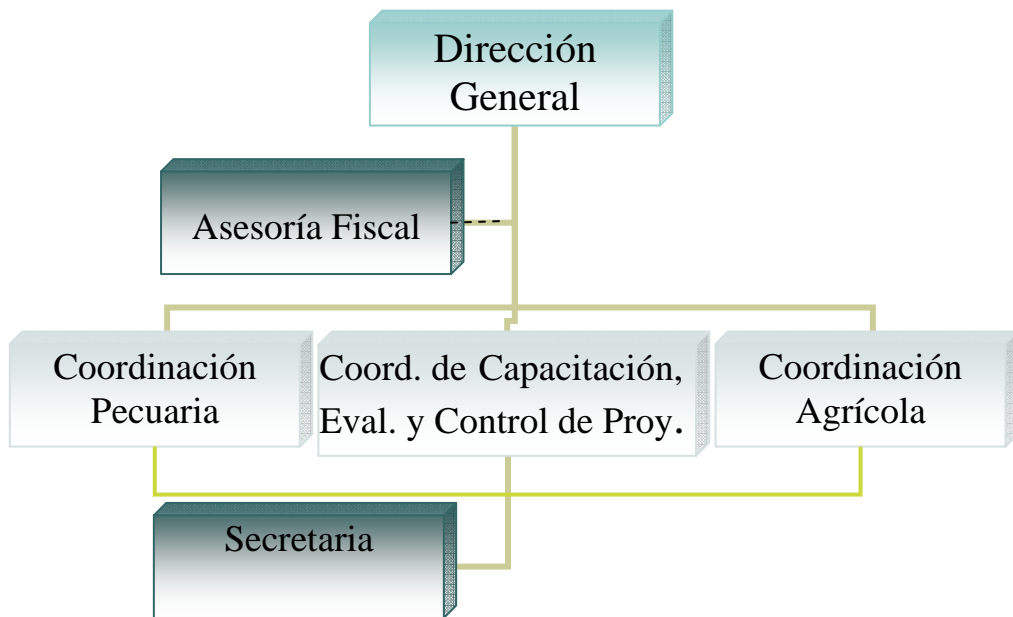 Dirección
General
Asesoría Fiscal
Coordinación
Pecuaria
Coord. de Capacitación,
Eval. y Control de Proy.
Coordinación
Agrícola
Secretaria